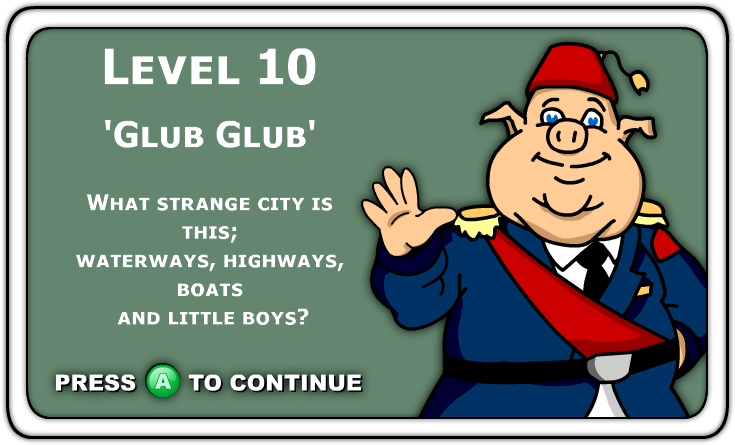 Level 10
'Glub Glub'
What strange city is
this;
waterways, highways,
boats
and little boys?
PRESS A TO CONTINUE